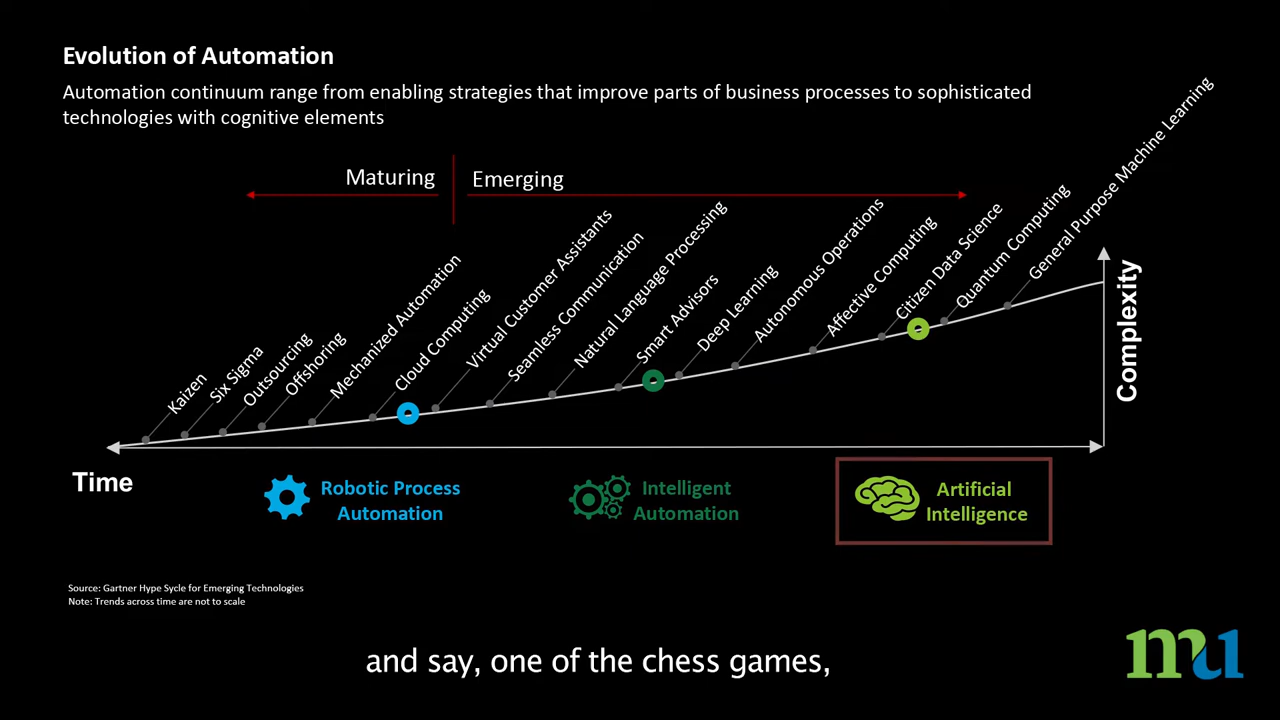 Evolution of Automation
Automation continuum range from enabling strategies that improve parts of business processes to sophisticated
technologies with cognitive elements
Maturing
Emerging
Kaizen
Six Sigma
Outsourcing
Offshoring
Mechanized Automation
Cloud Computing
Virtual Customer Assistants
Seamless Communication
Natural Language Processing
Smart Advisors
Deep Learning
Autonomous Operations
Affective Computing
Citizen Data Science
Quantum Computing
General Purpose Machine Learning
Complexity
Time
Robotic Process
Automation
Intelligent
Automation
Artificial
Intelligence
Source: Gartner Hype Sycle for Emerging Technologies
Note: Trends across time are not to scale
and say, one of the chess games,
mu